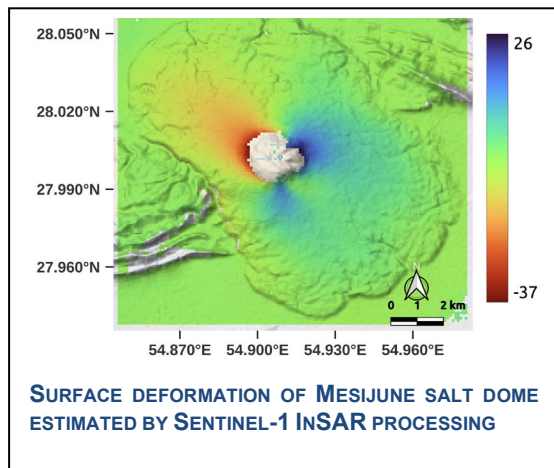 28.050°N
28.020°N
27.990°N
27.960°N
54.870°E 54.900°E 54.930°E 54.960°E
26
-37
N
0 1 2 km
SURFACE DEFORMATION OF MESIJUNE SALT DOME
ESTIMATED BY SENTINEL-1 INSAR PROCESSING